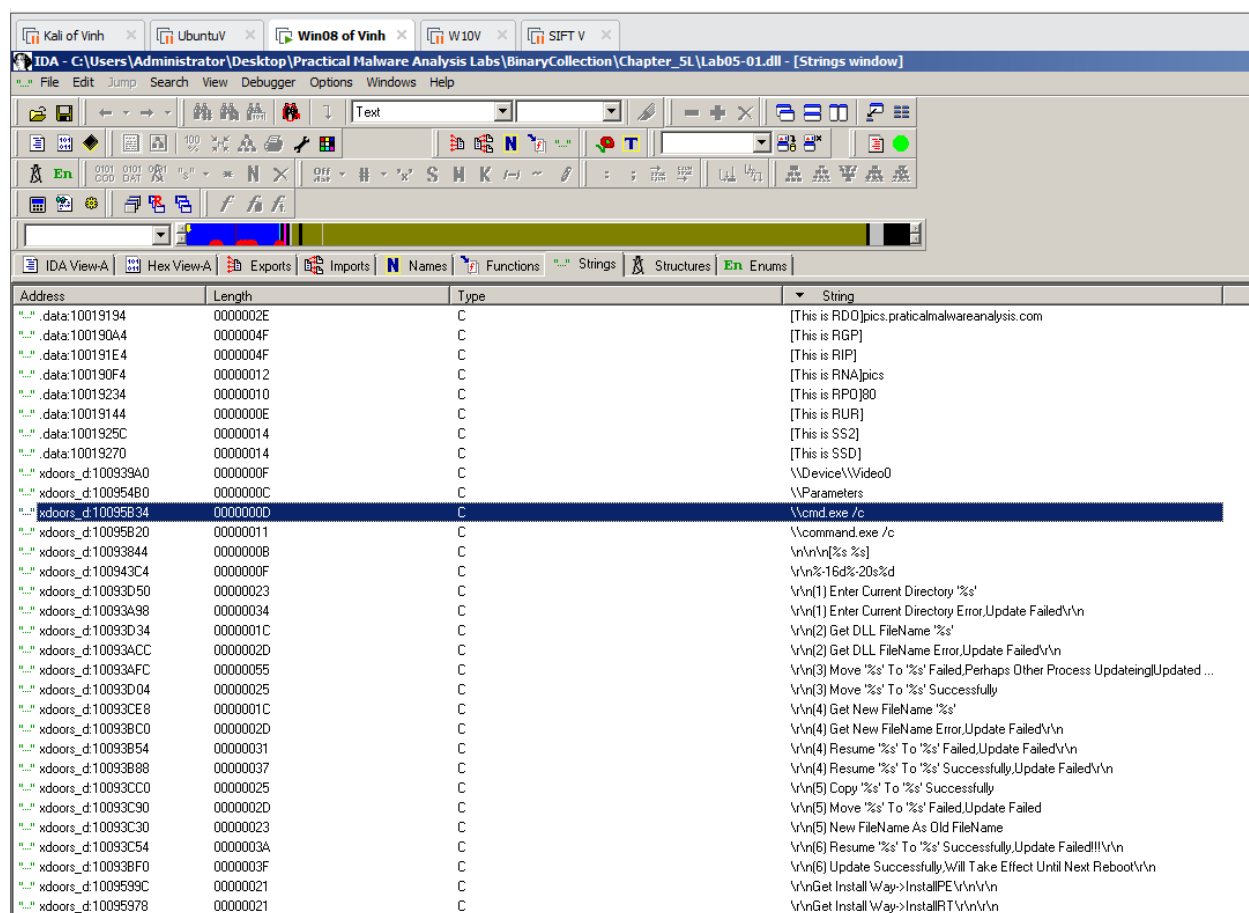 Kali of Vinh × UbuntuV × Win08 of Vinh × W10V × SIFT V ×
IDA - C:\Users\Administrator\Desktop\Practical Malware Analysis Labs\BinaryCollection\Chapter_5L\Lab05-01.dll - [Strings window]
File Edit Jump Search View Debugger Options Windows Help
Text
En
IDA View-A Hex View-A Exports Imports N Names Functions Strings Structures En Enums
Address Length Type String
"..." .data:10019194 0000002E C [This is RDO]pics.praticalmalwareanalysis.com
"..." .data:100190A4 0000004F C [This is RGP]
"..." .data:100191E4 0000004F C [This is RIP]
"..." .data:100190F4 00000012 C [This is RNA]pics
"..." .data:10019234 00000010 C [This is RPO]80
"..." .data:10019144 0000000E C [This is RUR]
"..." .data:1001925C 00000014 C [This is SS2]
"..." .data:10019270 00000014 C [This is SSD]
"..." xdoors_d:100939A0 0000000F C \\Device\\Video0
"..." xdoors_d:100954B0 0000000C C \\Parameters
"..." xdoors_d:10095B34 0000000D C \\cmd.exe /c
"..." xdoors_d:10095B20 00000011 C \\command.exe /c
"..." xdoors_d:10093844 0000000B C \n\n\n[%s %s]
"..." xdoors_d:100943C4 0000000F C \r\n%-16d%-20s%d
"..." xdoors_d:10093D50 00000023 C \r\n(1) Enter Current Directory '%s'
"..." xdoors_d:10093A98 00000034 C \r\n(1) Enter Current Directory Error,Update Failed\r\n
"..." xdoors_d:10093D34 0000001C C \r\n(2) Get DLL FileName '%s'
"..." xdoors_d:10093ACC 0000002D C \r\n(2) Get DLL FileName Error,Update Failed\r\n
"..." xdoors_d:10093AFC 00000055 C \r\n(3) Move '%s' To '%s' Failed,Perhaps Other Process Updateing|Updated ...
"..." xdoors_d:10093D04 00000025 C \r\n(3) Move '%s' To '%s' Successfully
"..." xdoors_d:10093CE8 0000001C C \r\n(4) Get New FileName '%s'
"..." xdoors_d:10093BC0 0000002D C \r\n(4) Get New FileName Error,Update Failed\r\n
"..." xdoors_d:10093B54 00000031 C \r\n(4) Resume '%s' To '%s' Failed,Update Failed\r\n
"..." xdoors_d:10093B88 00000037 C \r\n(4) Resume '%s' To '%s' Successfully,Update Failed\r\n
"..." xdoors_d:10093CC0 00000025 C \r\n(5) Copy '%s' To '%s' Successfully
"..." xdoors_d:10093C90 0000002D C \r\n(5) Move '%s' To '%s' Failed,Update Failed
"..." xdoors_d:10093C30 00000023 C \r\n(5) New FileName As Old FileName
"..." xdoors_d:10093C54 0000003A C \r\n(6) Resume '%s' To '%s' Successfully,Update Failed!!!\r\n
"..." xdoors_d:10093BF0 0000003F C \r\n(6) Update Successfully,Will Take Effect Until Next Reboot\r\n
"..." xdoors_d:1009599C 00000021 C \r\nGet Install Way->InstallPE\r\n\r\n
"..." xdoors_d:10095978 00000021 C \r\nGet Install Way->InstallRT\r\n\r\n